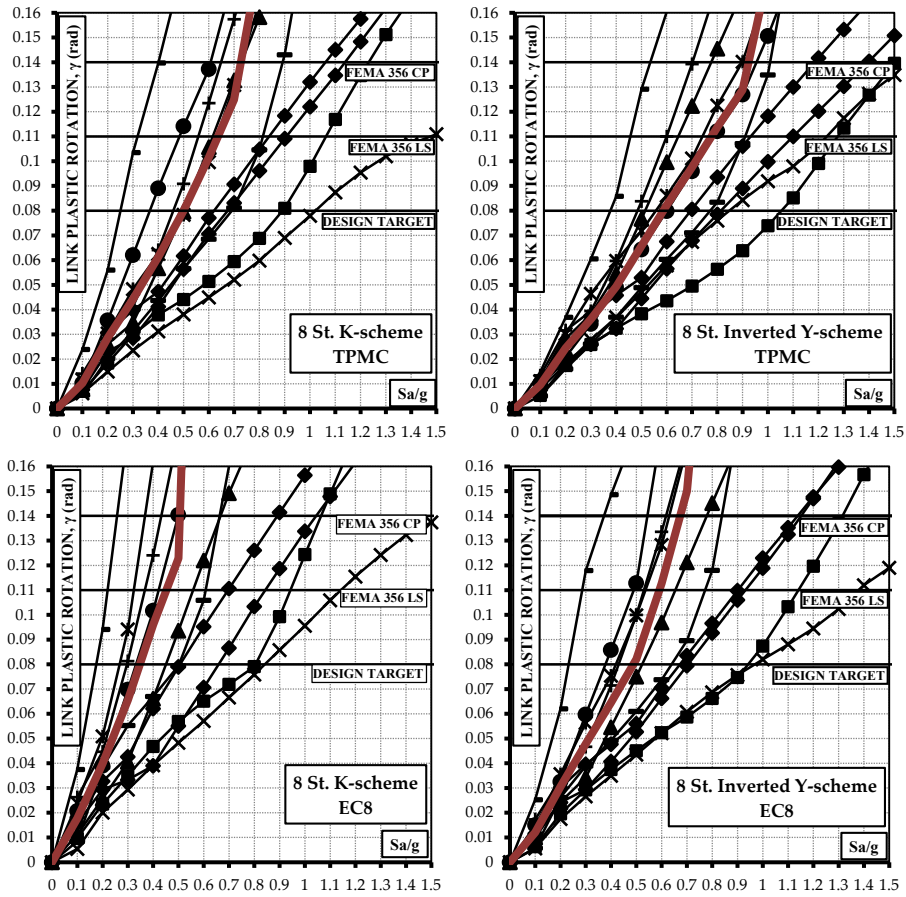 0.16
0.15
0.14
0.13
0.12
0.11
0.1
0.09
0.08
0.07
0.06
0.05
0.04
0.03
0.02
0.01
0
LINK PLASTIC ROTATION, γ (rad)
FEMA 356 CP
FEMA 356 LS
DESIGN TARGET
8 St. K-scheme
TPMC
Sa/g
0 0.1 0.2 0.3 0.4 0.5 0.6 0.7 0.8 0.9 1 1.1 1.2 1.3 1.4 1.5
0.16
0.15
0.14
0.13
0.12
0.11
0.1
0.09
0.08
0.07
0.06
0.05
0.04
0.03
0.02
0.01
0
LINK PLASTIC ROTATION, γ (rad)
FEMA 356 CP
FEMA 356 LS
DESIGN TARGET
8 St. Inverted Y-scheme
TPMC
Sa/g
0 0.1 0.2 0.3 0.4 0.5 0.6 0.7 0.8 0.9 1 1.1 1.2 1.3 1.4 1.5
0.16
0.15
0.14
0.13
0.12
0.11
0.1
0.09
0.08
0.07
0.06
0.05
0.04
0.03
0.02
0.01
0
LINK PLASTIC ROTATION, γ (rad)
FEMA 356 CP
FEMA 356 LS
DESIGN TARGET
8 St. K-scheme
EC8
Sa/g
0 0.1 0.2 0.3 0.4 0.5 0.6 0.7 0.8 0.9 1 1.1 1.2 1.3 1.4 1.5
0.16
0.15
0.14
0.13
0.12
0.11
0.1
0.09
0.08
0.07
0.06
0.05
0.04
0.03
0.02
0.01
0
LINK PLASTIC ROTATION, γ (rad)
FEMA 356 CP
FEMA 356 LS
DESIGN TARGET
8 St. Inverted Y-scheme
EC8
Sa/g
0 0.1 0.2 0.3 0.4 0.5 0.6 0.7 0.8 0.9 1 1.1 1.2 1.3 1.4 1.5